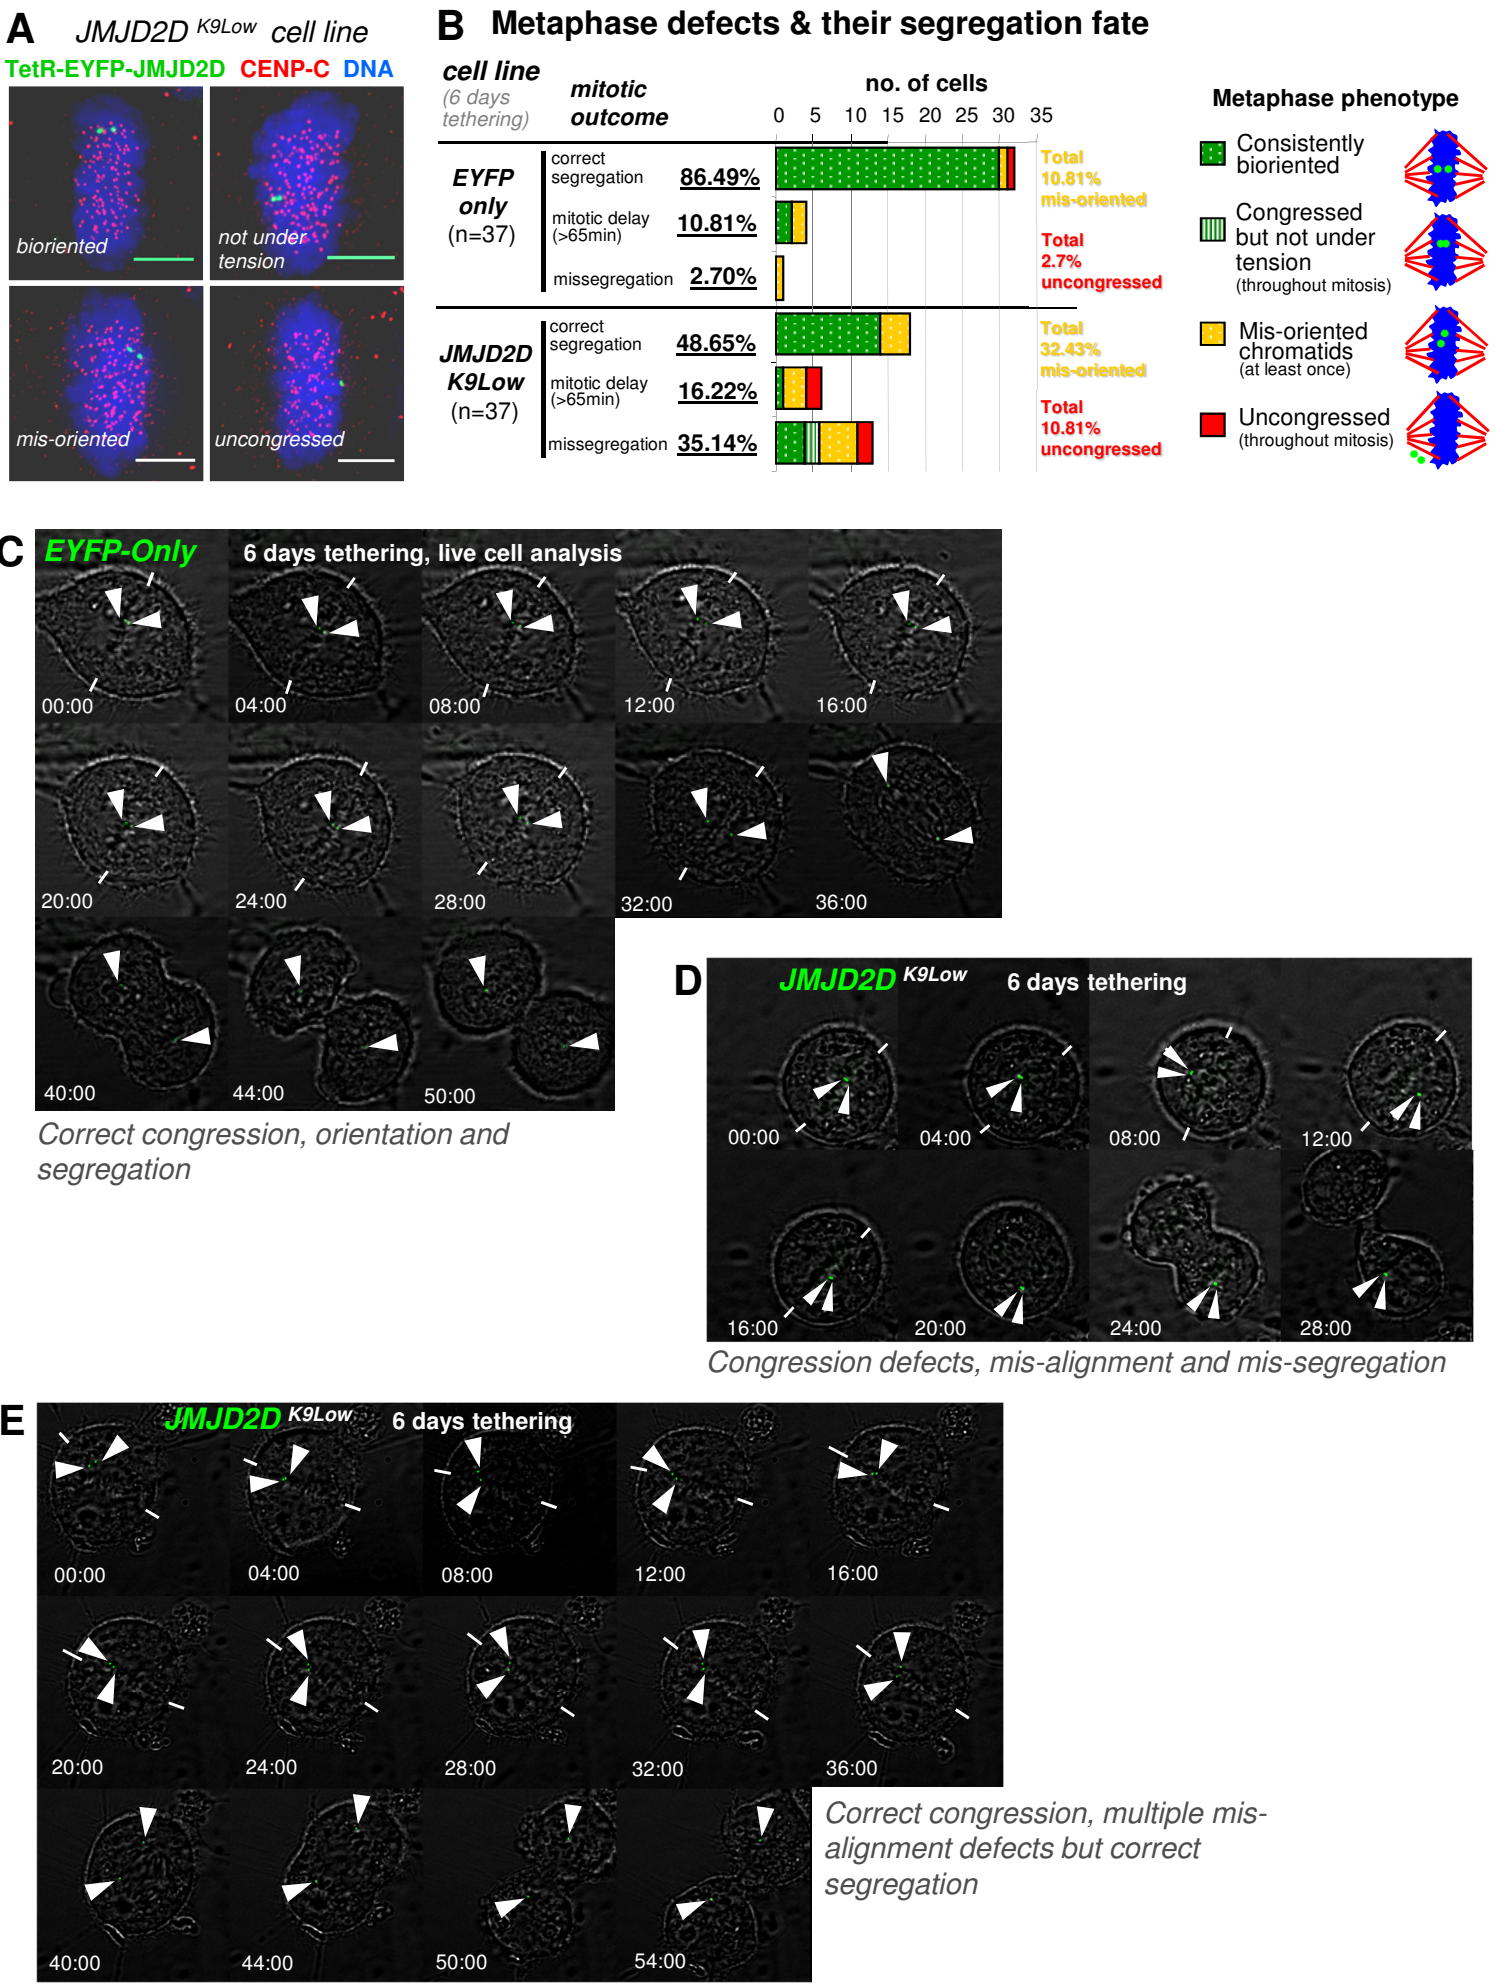 A JMJD2D K9Low cell line
TetR-EYFP-JMJD2D CENP-C DNA
bioriented
not under
tension
mis-oriented
uncongressed
B Metaphase defects & their segregation fate
cell line
(6 days
tethering)
mitotic
outcome
no. of cells
0 5 10 15 20 25 30 35
EYFP
only
(n=37)
correct
segregation
86.49%
mitotic delay
(>65min)
10.81%
missegregation
2.70%
Total
10.81%
mis-oriented
Total
2.7%
uncongressed
JMJD2D
K9Low
(n=37)
correct
segregation
48.65%
mitotic delay
(>65min)
16.22%
missegregation
35.14%
Total
32.43%
mis-oriented
Total
10.81%
uncongressed
Metaphase phenotype
Consistently
bioriented
Congressed
but not under
tension
(throughout mitosis)
Mis-oriented
chromatids
(at least once)
Uncongressed
(throughout mitosis)
C EYFP-Only 6 days tethering, live cell analysis
00:00 04:00 08:00 12:00 16:00
20:00 24:00 28:00 32:00 36:00
40:00 44:00 50:00
Correct congression, orientation and
segregation
D JMJD2D K9Low 6 days tethering
00:00 04:00 08:00 12:00
16:00 20:00 24:00 28:00
Congression defects, mis-alignment and mis-segregation
E JMJD2D K9Low 6 days tethering
00:00 04:00 08:00 12:00 16:00
20:00 24:00 28:00 32:00 36:00
40:00 44:00 50:00 54:00
Correct congression, multiple mis-
alignment defects but correct
segregation